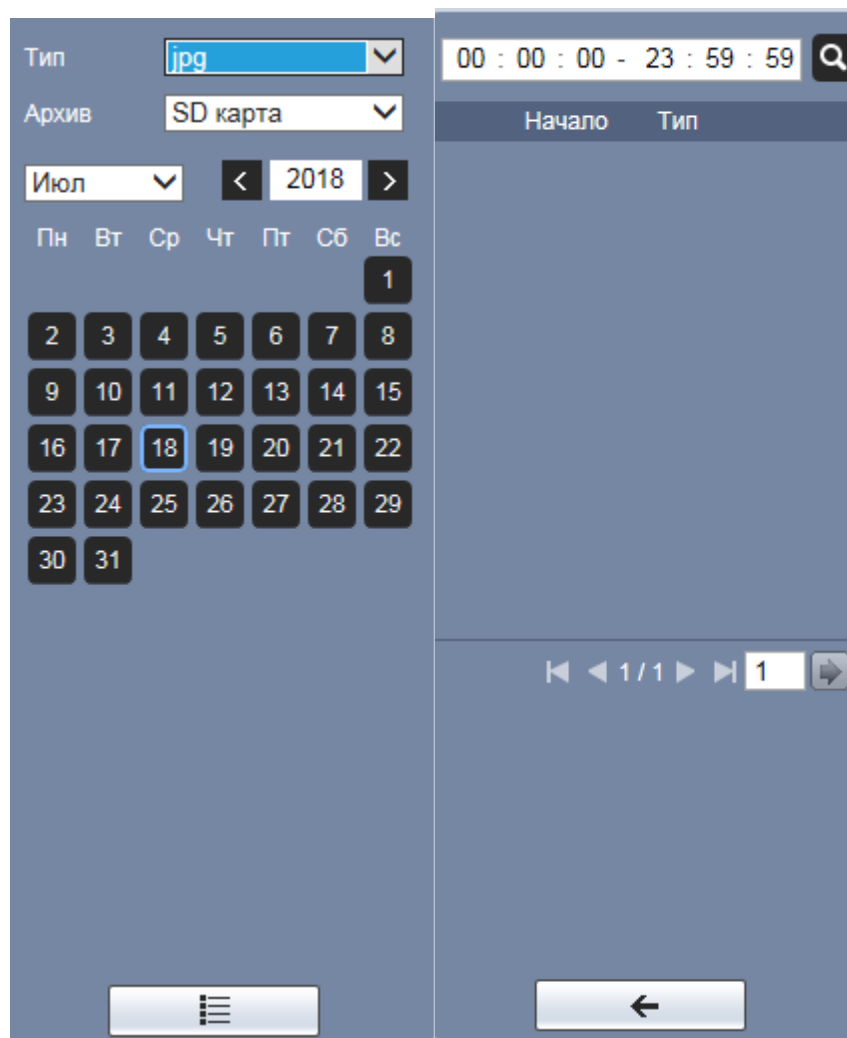 Тип jpg
Архив SD карта
Июл < 2018 >
Пн Вт Ср Чт Пт Сб Вс
1
2 3 4 5 6 7 8
9 10 11 12 13 14 15
16 17 18 19 20 21 22
23 24 25 26 27 28 29
30 31
00 : 00 : 00 - 23 : 59 : 59
Начало Тип
1 / 1 1